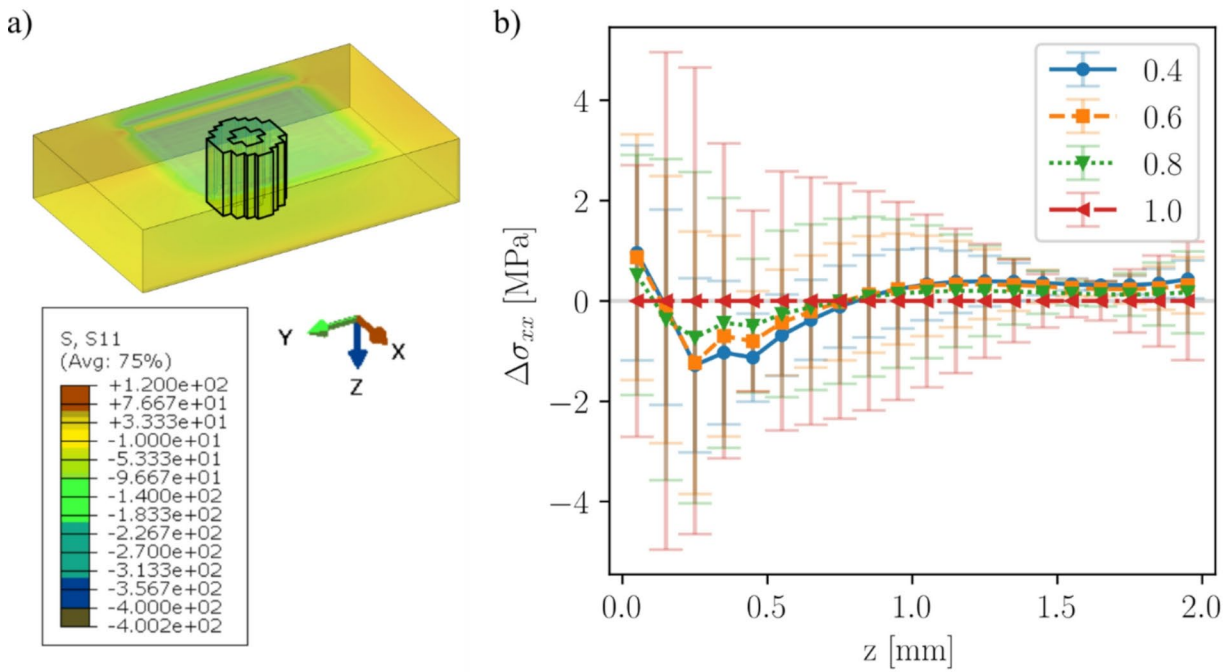 a)
S, S11
(Avg: 75%)
+1.200e+02
+7.667e+01
+3.333e+01
-1.000e+01
-5.333e+01
-9.667e+01
-1.400e+02
-1.833e+02
-2.267e+02
-2.700e+02
-3.133e+02
-3.567e+02
-4.000e+02
-4.002e+02
Y
X
Z
b)
0.4
0.6
0.8
1.0
Δσxx [MPa]
4
2
0
−2
−4
0.0
0.5
1.0
1.5
2.0
z [mm]